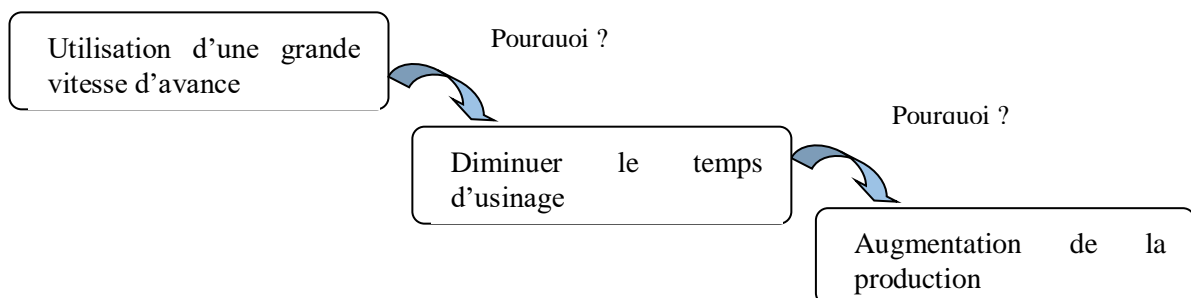 Utilisation d'une grande
vitesse d'avance
Pourquoi ?
Diminuer le temps
d'usinage
Pourquoi ?
Augmentation de la
production